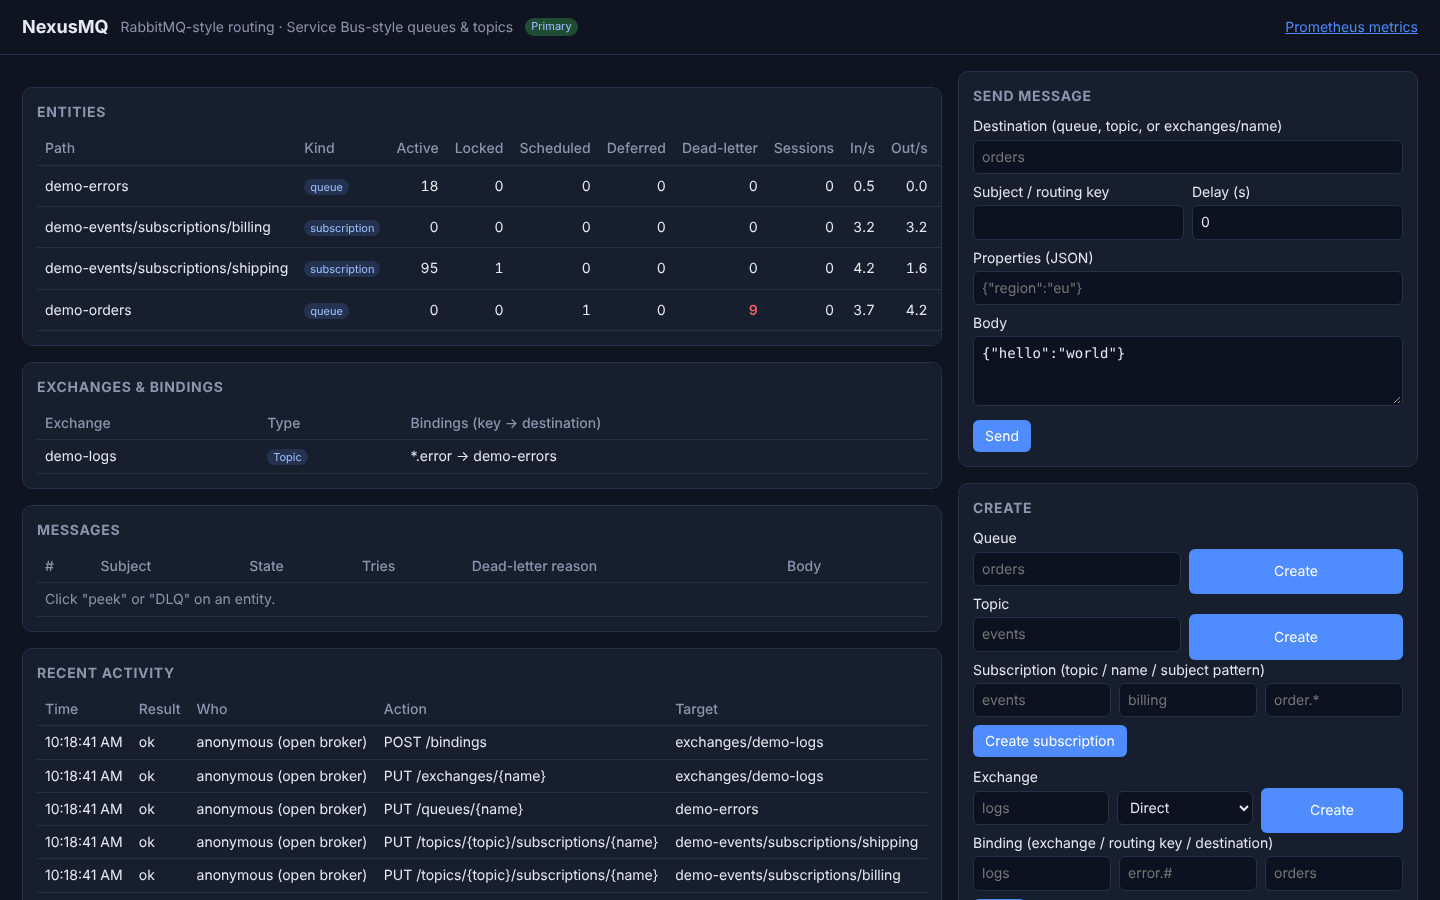 NexusMQ RabbitMQ-style routing · Service Bus-style queues & topics Primary Prometheus metrics
ENTITIES
Path Kind Active Locked Scheduled Deferred Dead-letter Sessions In/s Out/s
demo-errors queue 18 0 0 0 0 0 0.5 0.0
demo-events/subscriptions/billing subscription 0 0 0 0 0 0 3.2 3.2
demo-events/subscriptions/shipping subscription 95 1 0 0 0 0 4.2 1.6
demo-orders queue 0 0 1 0 9 0 3.7 4.2
EXCHANGES & BINDINGS
Exchange Type Bindings (key → destination)
demo-logs Topic *.error → demo-errors
MESSAGES
# Subject State Tries Dead-letter reason Body
Click "peek" or "DLQ" on an entity.
RECENT ACTIVITY
Time Result Who Action Target
10:18:41 AM ok anonymous (open broker) POST /bindings exchanges/demo-logs
10:18:41 AM ok anonymous (open broker) PUT /exchanges/{name} exchanges/demo-logs
10:18:41 AM ok anonymous (open broker) PUT /queues/{name} demo-errors
10:18:41 AM ok anonymous (open broker) PUT /topics/{topic}/subscriptions/{name} demo-events/subscriptions/shipping
10:18:41 AM ok anonymous (open broker) PUT /topics/{topic}/subscriptions/{name} demo-events/subscriptions/billing
SEND MESSAGE
Destination (queue, topic, or exchanges/name)
orders
Subject / routing key Delay (s)
0
Properties (JSON)
{"region":"eu"}
Body
{"hello":"world"}
Send
CREATE
Queue
orders Create
Topic
events Create
Subscription (topic / name / subject pattern)
events billing order.*
Create subscription
Exchange
logs Direct Create
Binding (exchange / routing key / destination)
logs error.# orders